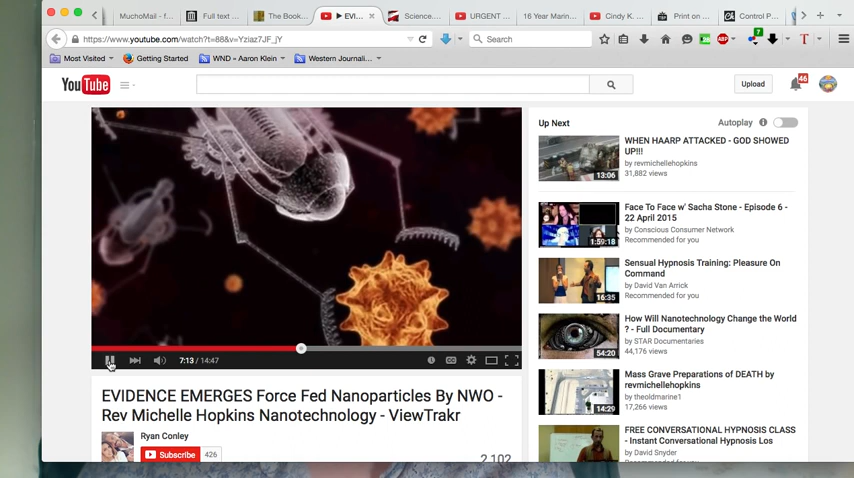 MuchoMail - f...
Full text ...
The Book...
▶ EVI...
Science....
URGENT ...
16 Year Marin...
Cindy K. ...
Print on ...
Control P...
https://www.youtube.com/watch?t=88&v=Yziaz7JF_jY
Search
ABP
7
Most Visited
Getting Started
WND » Aaron Klein
Western Journali...
YouTube
Upload
46
Up Next
Autoplay
WHEN HAARP ATTACKED - GOD SHOWED
UP!!!
by revmichellehopkins
31,882 views
13:06
Face To Face w' Sacha Stone - Episode 6 -
22 April 2015
by Conscious Consumer Network
Recommended for you
1:59:18
Sensual Hypnosis Training: Pleasure On
Command
by David Van Arrick
Recommended for you
16:35
How Will Nanotechnology Change the World
? - Full Documentary
by STAR Documentaries
44,176 views
54:20
Mass Grave Preparations of DEATH by
revmichellehopkins
by theoldmarine1
17,266 views
14:29
FREE CONVERSATIONAL HYPNOSIS CLASS
- Instant Conversational Hypnosis Los
by David Snyder
7:13 / 14:47
EVIDENCE EMERGES Force Fed Nanoparticles By NWO -
Rev Michelle Hopkins Nanotechnology - ViewTrakr
Ryan Conley
Subscribe
426
2,102